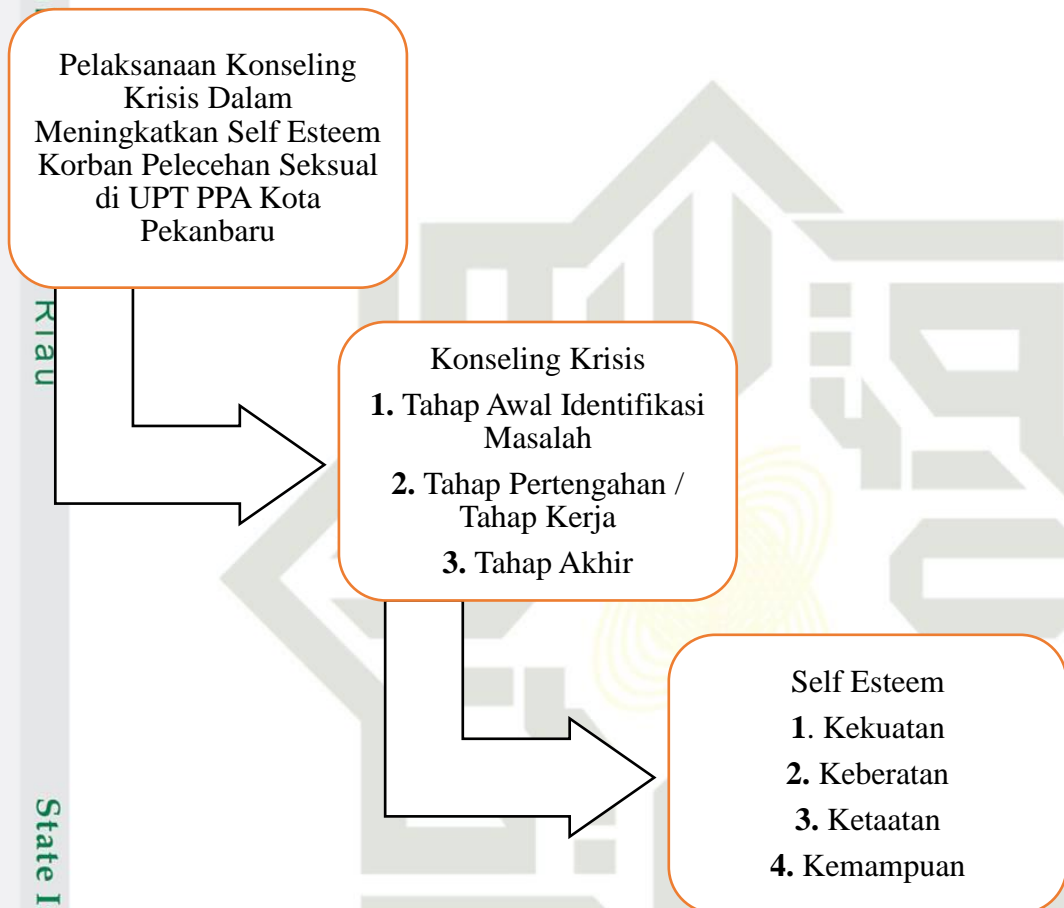 Pelaksanaan Konseling
Krisis Dalam
Meningkatkan Self Esteem
Korban Pelecehan Seksual
di UPT PPA Kota
Pekanbaru
Riau
Konseling Krisis
1. Tahap Awal Identifikasi
Masalah
2. Tahap Pertengahan /
Tahap Kerja
3. Tahap Akhir
Self Esteem
1. Kekuatan
2. Keberatan
3. Ketaatan
4. Kemampuan
State I